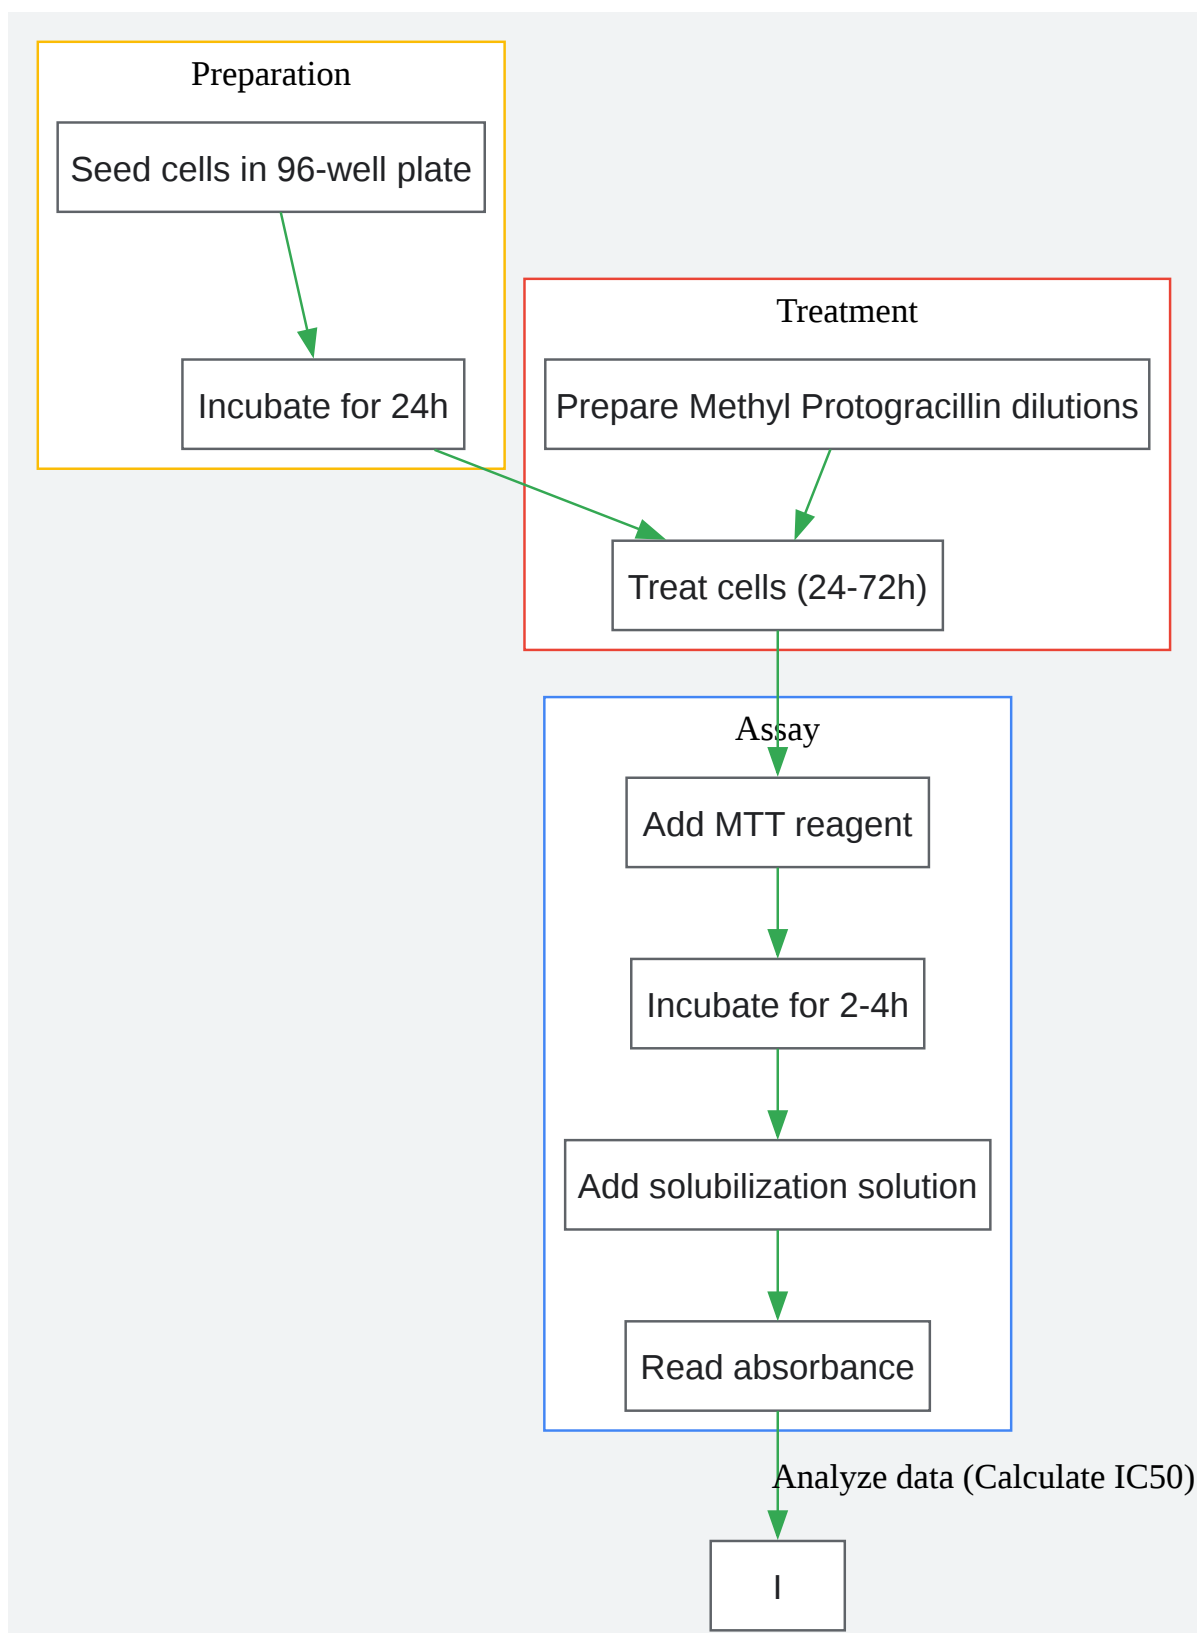 Preparation
Seed cells in 96-well plate
Incubate for 24h
Treatment
Prepare Methyl Protogracillin dilutions
Treat cells (24-72h)
Assay
Add MTT reagent
Incubate for 2-4h
Add solubilization solution
Read absorbance
Analyze data (Calculate IC50)
I